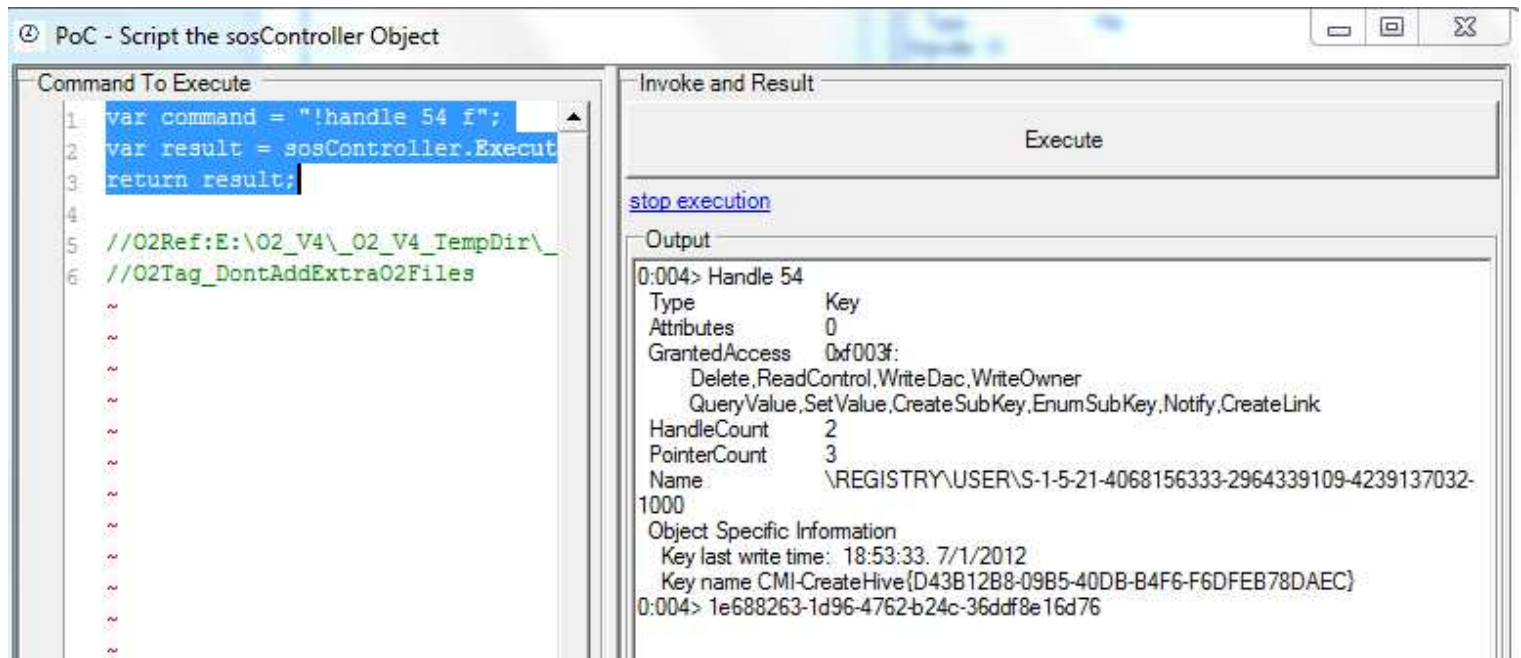 PoC - Script the sosController Object
Command To Execute
1 var command = "!handle 54 f";
2 var result = sosController.Execut
3 return result;
4
5 //O2Ref:E:\O2_V4\_O2_V4_TempDir\_
6 //O2Tag_DontAddExtraO2Files
~
~
~
~
~
~
~
~
~
~
~
~
Invoke and Result
Execute
stop execution
Output
0:004> Handle 54
Type Key
Attributes 0
GrantedAccess 0xf003f:
Delete,ReadControl,WriteDac,WriteOwner
QueryValue,SetValue,CreateSubKey,EnumSubKey,Notify,CreateLink
HandleCount 2
PointerCount 3
Name \REGISTRY\USER\S-1-5-21-4068156333-2964339109-4239137032-
1000
Object Specific Information
Key last write time: 18:53:33. 7/1/2012
Key name CMI-CreateHive{D43B12B8-09B5-40DB-B4F6-F6DFEB78DAEC}
0:004> 1e688263-1d96-4762-b24c-36ddf8e16d76